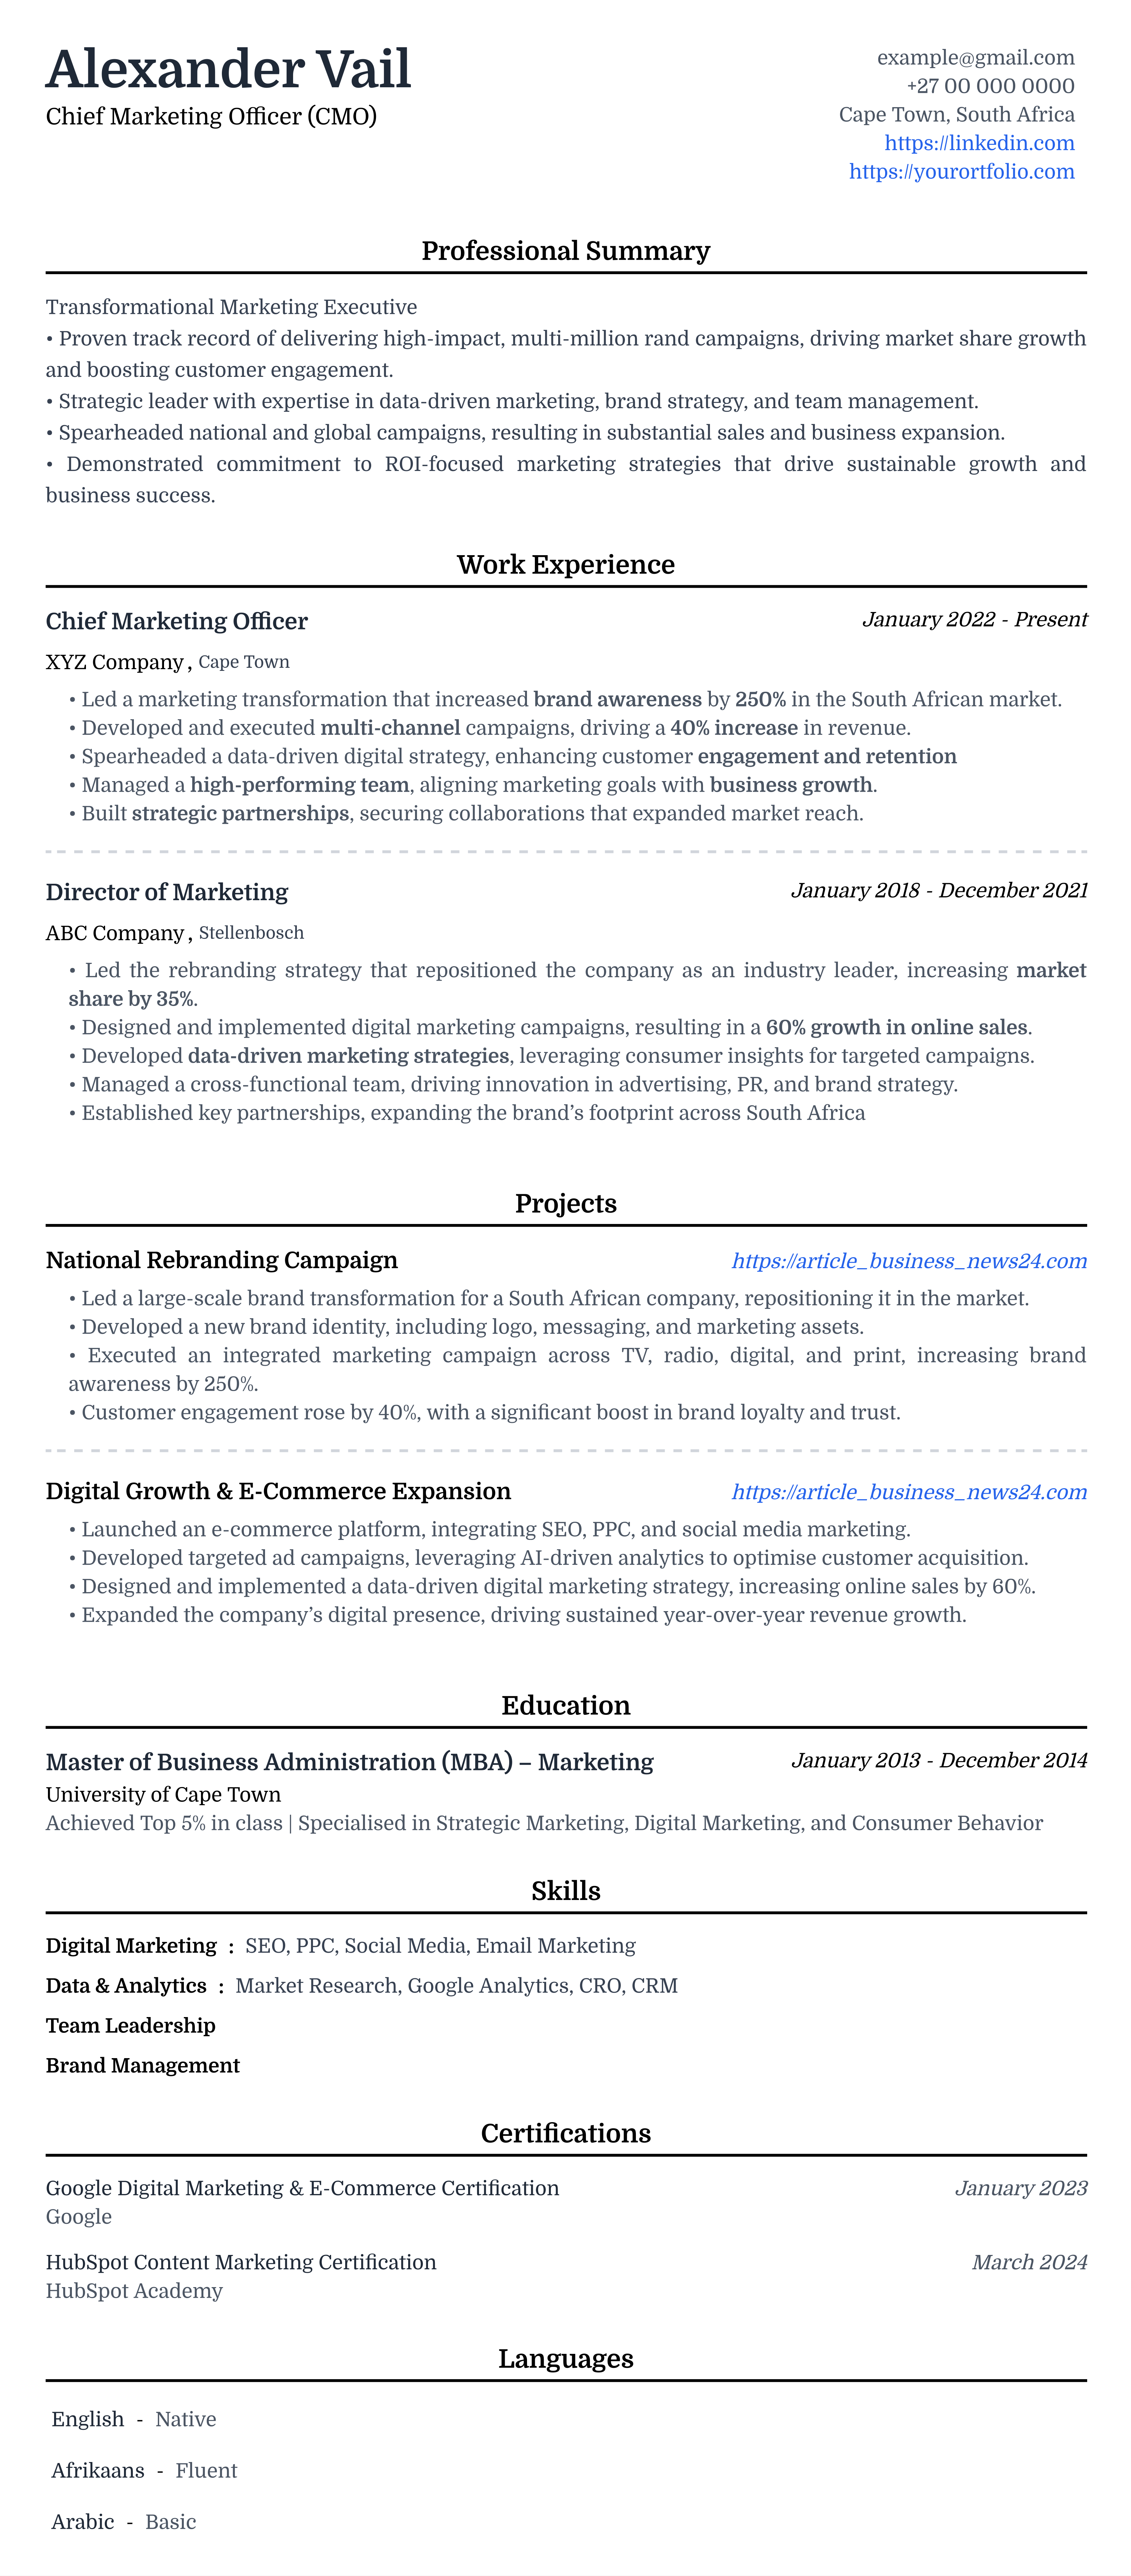 Alexander Vail
Chief Marketing Officer (CMO)
example@gmail.com
+27 00 000 0000
Cape Town, South Africa
https://linkedin.com
https://yourortfolio.com
Professional Summary
Transformational Marketing Executive
• Proven track record of delivering high-impact, multi-million rand campaigns, driving market share growth
and boosting customer engagement.
• Strategic leader with expertise in data-driven marketing, brand strategy, and team management.
• Spearheaded national and global campaigns, resulting in substantial sales and business expansion.
• Demonstrated commitment to ROI-focused marketing strategies that drive sustainable growth and
business success.
Work Experience
Chief Marketing Officer January 2022 - Present
XYZ Company, Cape Town
• Led a marketing transformation that increased brand awareness by 250% in the South African market.
• Developed and executed multi-channel campaigns, driving a 40% increase in revenue.
• Spearheaded a data-driven digital strategy, enhancing customer engagement and retention
• Managed a high-performing team, aligning marketing goals with business growth.
• Built strategic partnerships, securing collaborations that expanded market reach.
Director of Marketing January 2018 - December 2021
ABC Company, Stellenbosch
• Led the rebranding strategy that repositioned the company as an industry leader, increasing market
share by 35%.
• Designed and implemented digital marketing campaigns, resulting in a 60% growth in online sales.
• Developed data-driven marketing strategies, leveraging consumer insights for targeted campaigns.
• Managed a cross-functional team, driving innovation in advertising, PR, and brand strategy.
• Established key partnerships, expanding the brand's footprint across South Africa
Projects
National Rebranding Campaign https://article_business_news24.com
• Led a large-scale brand transformation for a South African company, repositioning it in the market.
• Developed a new brand identity, including logo, messaging, and marketing assets.
• Executed an integrated marketing campaign across TV, radio, digital, and print, increasing brand
awareness by 250%.
• Customer engagement rose by 40%, with a significant boost in brand loyalty and trust.
Digital Growth & E-Commerce Expansion https://article_business_news24.com
• Launched an e-commerce platform, integrating SEO, PPC, and social media marketing.
• Developed targeted ad campaigns, leveraging AI-driven analytics to optimise customer acquisition.
• Designed and implemented a data-driven digital marketing strategy, increasing online sales by 60%.
• Expanded the company's digital presence, driving sustained year-over-year revenue growth.
Education
Master of Business Administration (MBA) – Marketing January 2013 - December 2014
University of Cape Town
Achieved Top 5% in class | Specialised in Strategic Marketing, Digital Marketing, and Consumer Behavior
Skills
Digital Marketing : SEO, PPC, Social Media, Email Marketing
Data & Analytics : Market Research, Google Analytics, CRO, CRM
Team Leadership
Brand Management
Certifications
Google Digital Marketing & E-Commerce Certification January 2023
Google
HubSpot Content Marketing Certification March 2024
HubSpot Academy
Languages
English - Native
Afrikaans - Fluent
Arabic - Basic